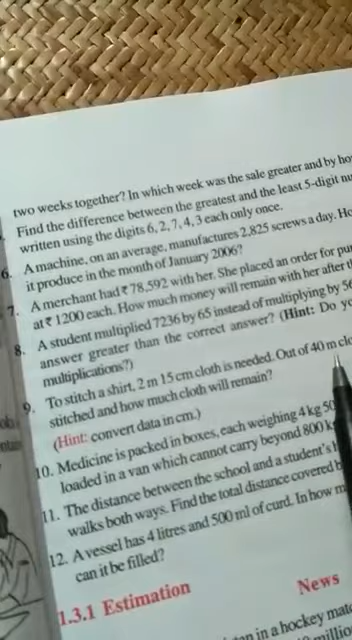 two weeks together? In which week was the sale greater and by
Find the difference between the greatest and the least 5-digit
written using the digits 6, 2, 7, 4, 3 each only once.
6. A machine, on an average, manufactures 2,825 screws a day.
it produce in the month of January 2006?
7. A merchant had ₹ 78,592 with her. She placed an order for
at ₹ 1200 each. How much money will remain with her after
8. A student multiplied 7236 by 65 instead of multiplying by
answer greater than the correct answer? (Hint: Do
multiplications?)
9. To stitch a shirt, 2 m 15 cm cloth is needed. Out of 40 m
stitched and how much cloth will remain?
(Hint: convert data in cm.)
10. Medicine is packed in boxes, each weighing 4 kg
loaded in a van which cannot carry beyond 800
11. The distance between the school and a student's
walks both ways. Find the total distance covered
12. A vessel has 4 litres and 500 ml of curd. In how
can it be filled?
1.3.1 Estimation
News
in a hockey